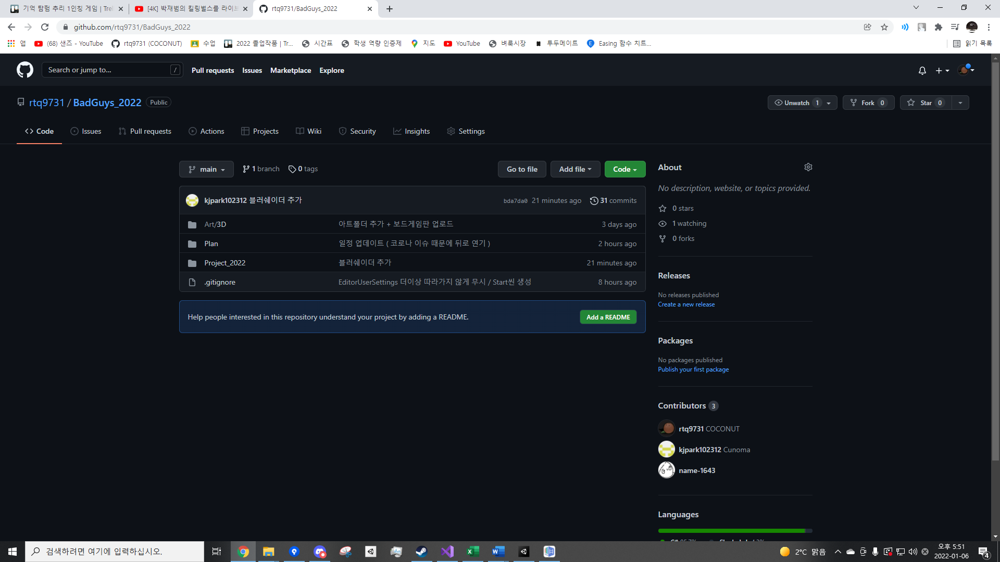 기억 탐험 추리 1인칭 게임 | Trel
[4K] 박재범의 킬링벌스를 라이브
rtq9731/BadGuys_2022
github.com/rtq9731/BadGuys_2022
앱
(68) 샌즈 - YouTube
rtq9731 (COCONUT)
수업
2022 졸업작품 | Tr...
시간표
학생 역량 인증제
지도
YouTube
벼룩시장
투두메이트
Easing 함수 치트...
읽기 목록
Search or jump to...
/
Pull requests
Issues
Marketplace
Explore
rtq9731 / BadGuys_2022
Public
Unwatch 1
Fork 0
Star 0
Code
Issues
Pull requests
Actions
Projects
Wiki
Security
Insights
Settings
main
1 branch
0 tags
Go to file
Add file
Code
kjpark102312 블러쉐이더 추가
bda7da0 21 minutes ago
31 commits
Art/3D
아트폴더 추가 + 보드게임판 업로드
3 days ago
Plan
일정 업데이트 ( 코로나 이슈 때문에 뒤로 연기 )
2 hours ago
Project_2022
블러쉐이더 추가
21 minutes ago
.gitignore
EditorUserSettings 더이상 따라가지 않게 무시 / Start씬 생성
8 hours ago
Help people interested in this repository understand your project by adding a README.
Add a README
About
No description, website, or topics provided.
0 stars
1 watching
0 forks
Releases
No releases published
Create a new release
Packages
No packages published
Publish your first package
Contributors 3
rtq9731 COCONUT
kjpark102312 Cunoma
name-1643
Languages
검색하려면 여기에 입력하십시오.
2°C 맑음
오후 5:51
2022-01-06
4